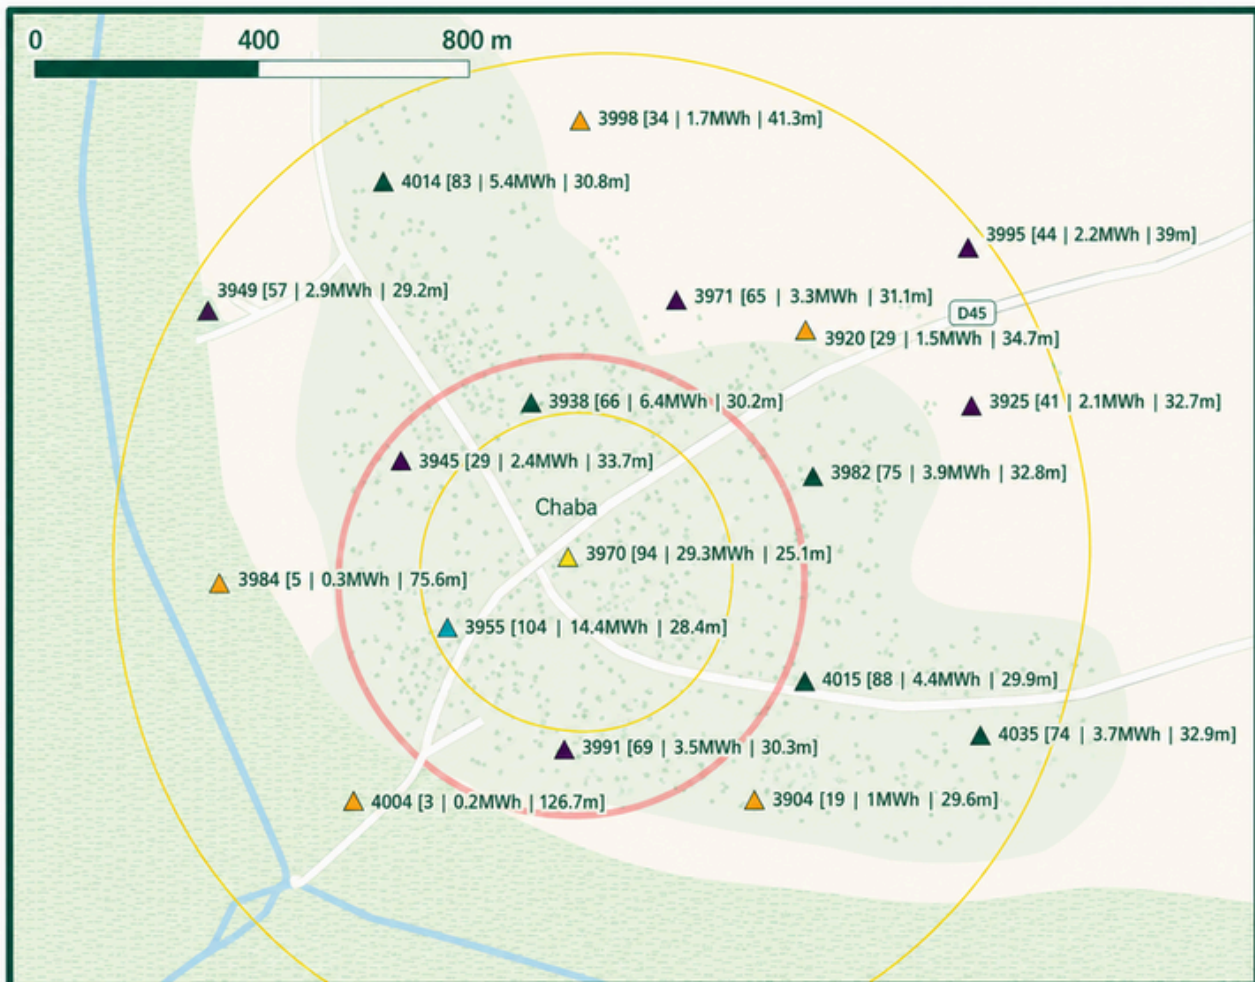 0 400 800 m
3998 [34 | 1.7MWh | 41.3m]
4014 [83 | 5.4MWh | 30.8m]
3995 [44 | 2.2MWh | 39m]
3949 [57 | 2.9MWh | 29.2m]
3971 [65 | 3.3MWh | 31.1m]
D45
3920 [29 | 1.5MWh | 34.7m]
3938 [66 | 6.4MWh | 30.2m]
3925 [41 | 2.1MWh | 32.7m]
3945 [29 | 2.4MWh | 33.7m]
3982 [75 | 3.9MWh | 32.8m]
Chaba
3970 [94 | 29.3MWh | 25.1m]
3984 [5 | 0.3MWh | 75.6m]
3955 [104 | 14.4MWh | 28.4m]
4015 [88 | 4.4MWh | 29.9m]
4035 [74 | 3.7MWh | 32.9m]
3991 [69 | 3.5MWh | 30.3m]
4004 [3 | 0.2MWh | 126.7m]
3904 [19 | 1MWh | 29.6m]